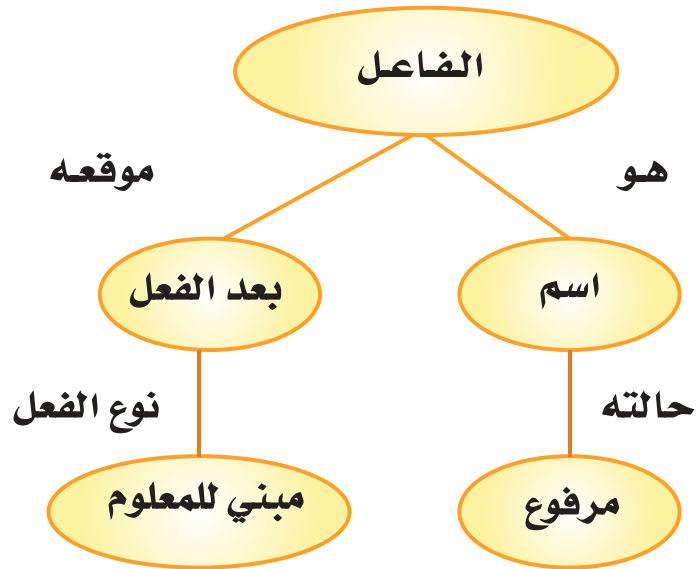 الفاعل
هو
موقعه
اسم
بعد الفعل
حالته
نوع الفعل
مرفوع
مبني للمعلوم